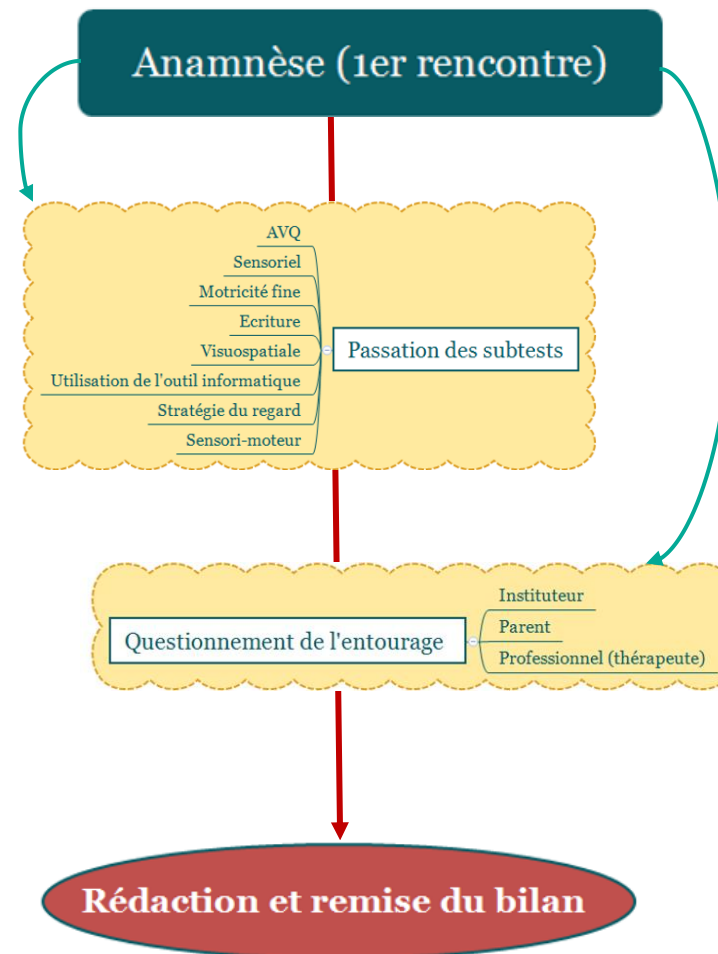 Anamnèse (1er rencontre)
AVQ
Sensoriel
Motricité fine
Ecriture
Visuospatiale
Utilisation de l'outil informatique
Stratégie du regard
Sensori-moteur
Passation des subtests
Questionnement de l'entourage
Instituteur
Parent
Professionnel (thérapeute)
Rédaction et remise du bilan